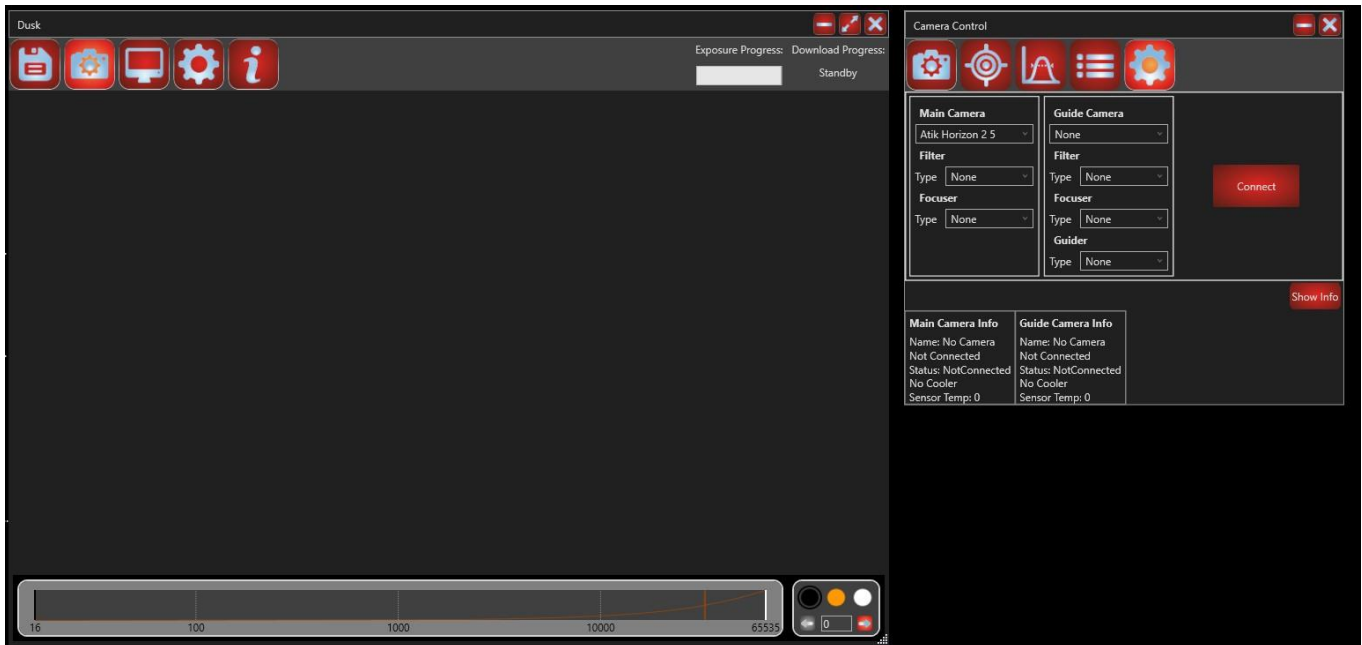 Dusk
Exposure Progress: Download Progress:
Standby
16 100 1000 10000 65535
0
Camera Control
Main Camera
Atik Horizon 2 5
Filter
Type None
Focuser
Type None
Guide Camera
None
Filter
Type None
Focuser
Type None
Guider
Type None
Connect
Show Info
Main Camera Info
Name: No Camera
Not Connected
Status: NotConnected
No Cooler
Sensor Temp: 0
Guide Camera Info
Name: No Camera
Not Connected
Status: NotConnected
No Cooler
Sensor Temp: 0